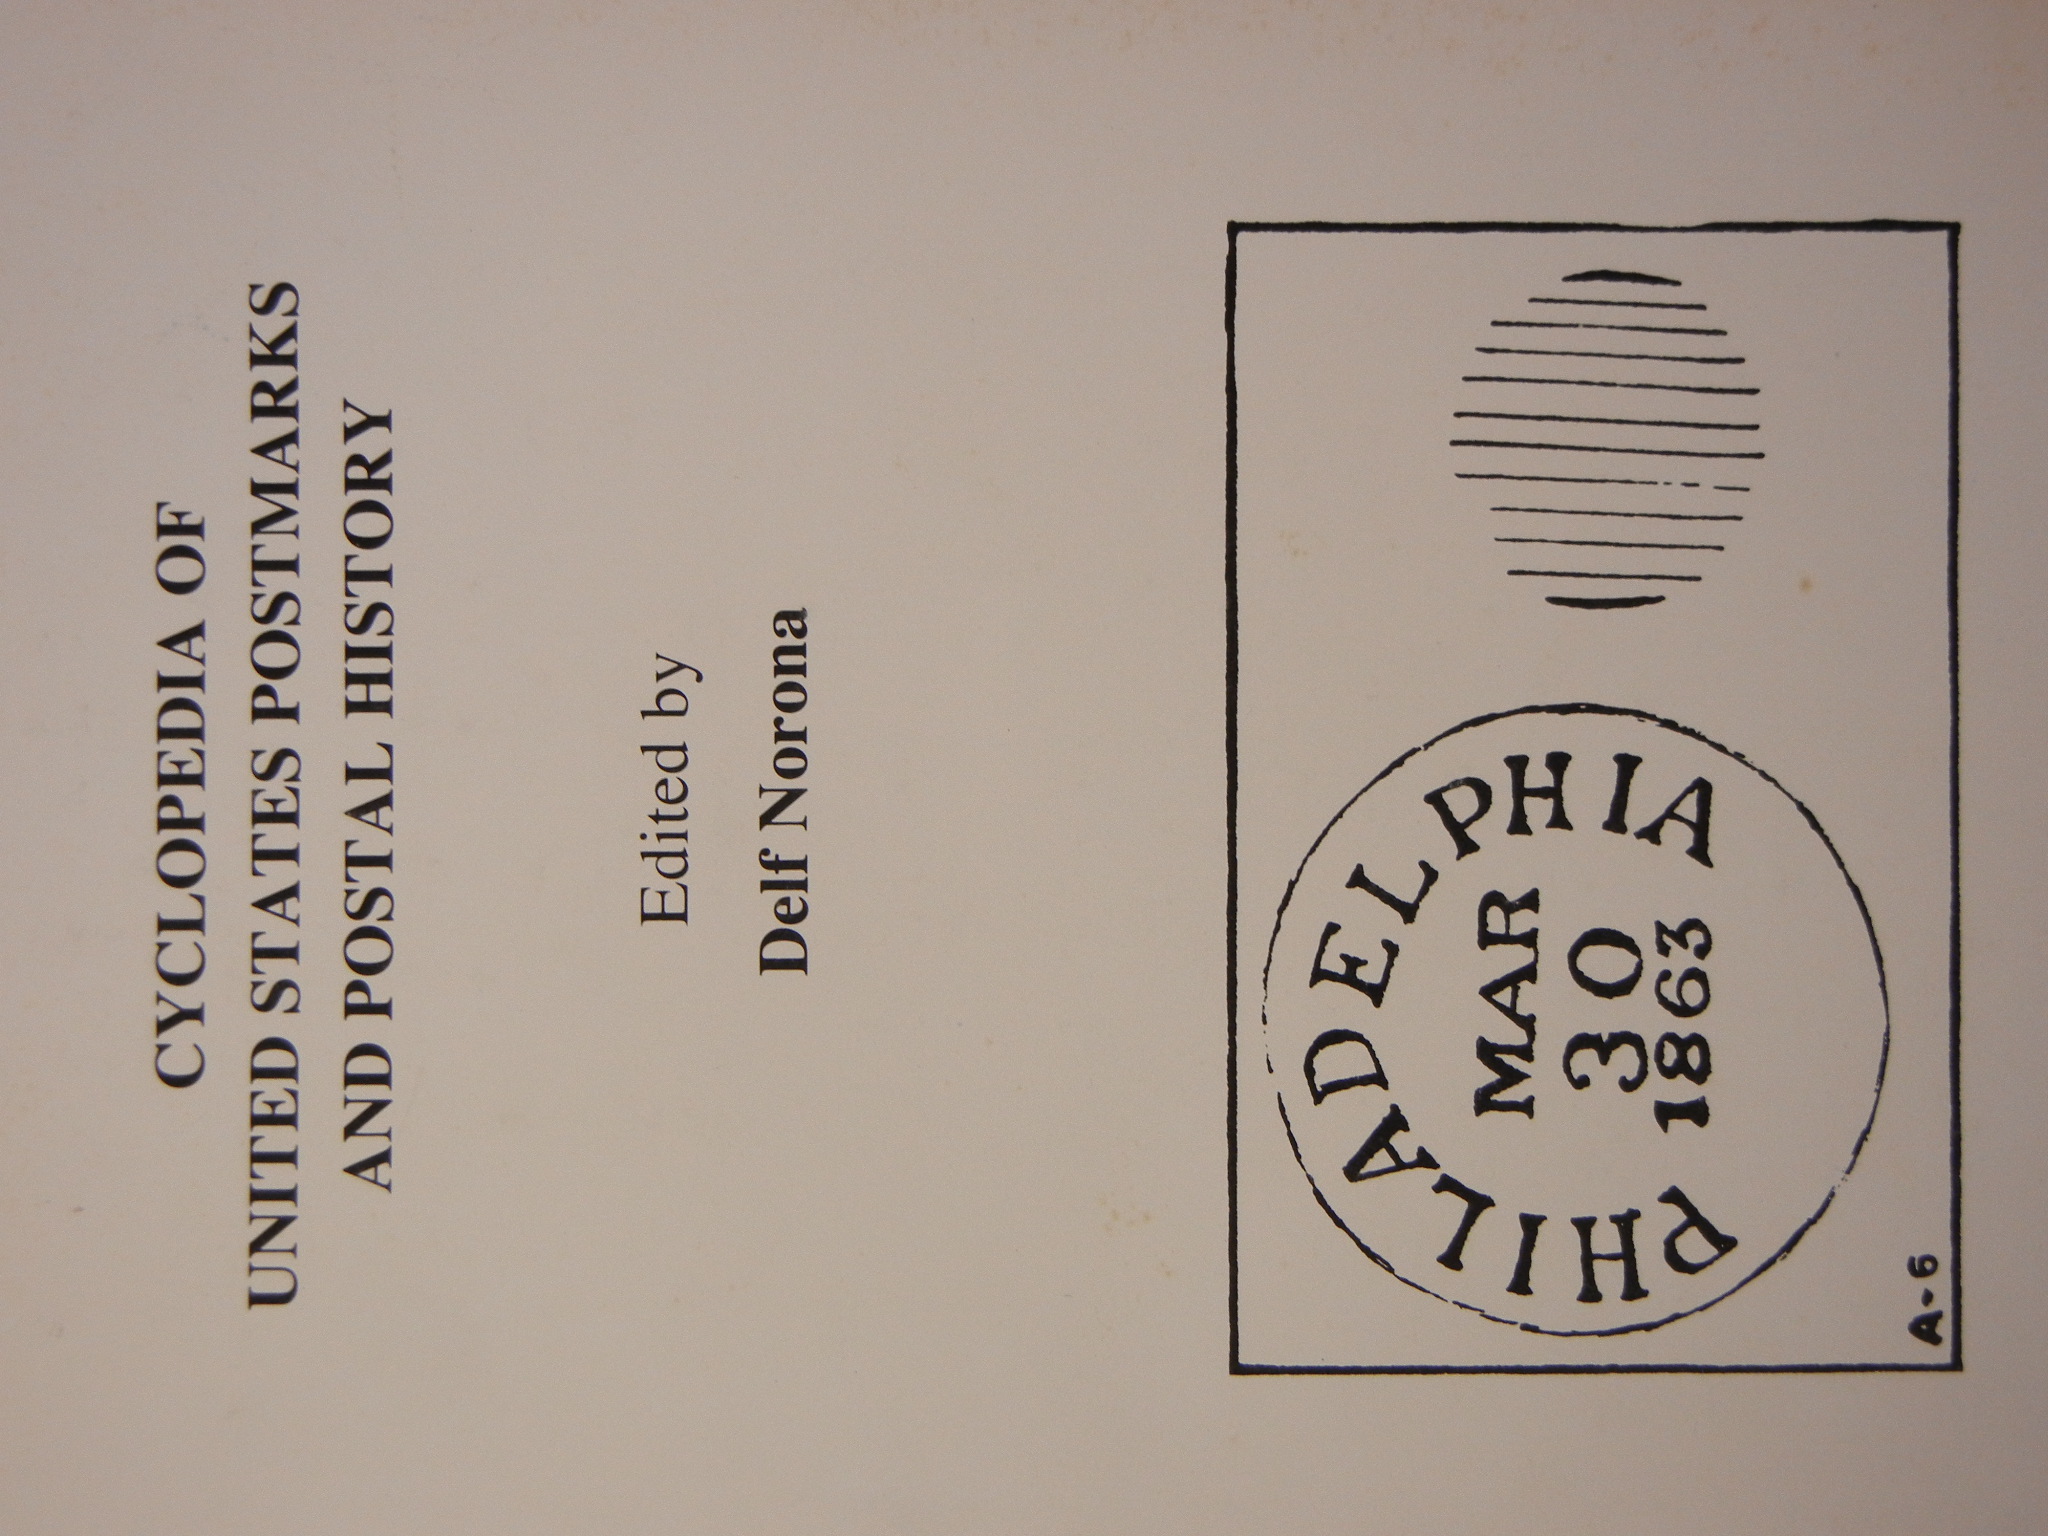 CYCLOPEDIA OF
UNITED STATES POSTMARKS
AND POSTAL HISTORY
Edited by
Delf Norona
PHILADELPHIA
MAR
30
1863
A-6